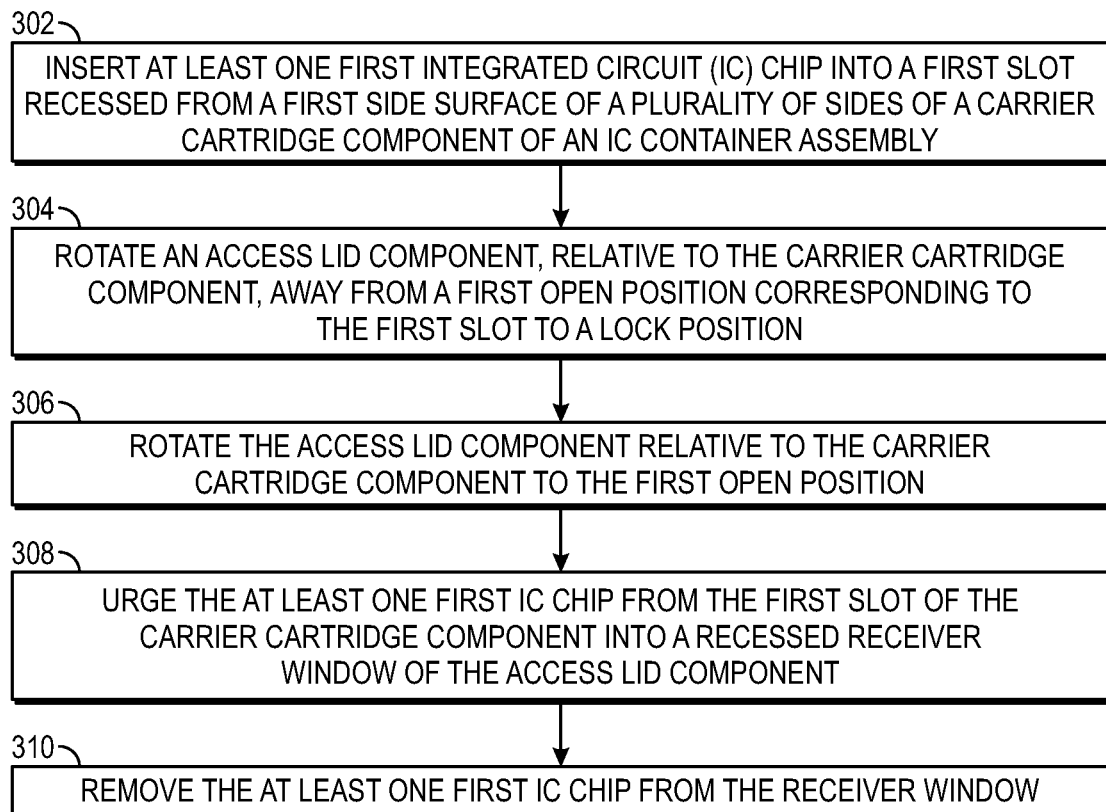 302
INSERT AT LEAST ONE FIRST INTEGRATED CIRCUIT (IC) CHIP INTO A FIRST SLOT
RECESSED FROM A FIRST SIDE SURFACE OF A PLURALITY OF SIDES OF A CARRIER
CARTRIDGE COMPONENT OF AN IC CONTAINER ASSEMBLY
304
ROTATE AN ACCESS LID COMPONENT, RELATIVE TO THE CARRIER CARTRIDGE
COMPONENT, AWAY FROM A FIRST OPEN POSITION CORRESPONDING TO
THE FIRST SLOT TO A LOCK POSITION
306
ROTATE THE ACCESS LID COMPONENT RELATIVE TO THE CARRIER
CARTRIDGE COMPONENT TO THE FIRST OPEN POSITION
308
URGE THE AT LEAST ONE FIRST IC CHIP FROM THE FIRST SLOT OF THE
CARRIER CARTRIDGE COMPONENT INTO A RECESSED RECEIVER
WINDOW OF THE ACCESS LID COMPONENT
310
REMOVE THE AT LEAST ONE FIRST IC CHIP FROM THE RECEIVER WINDOW